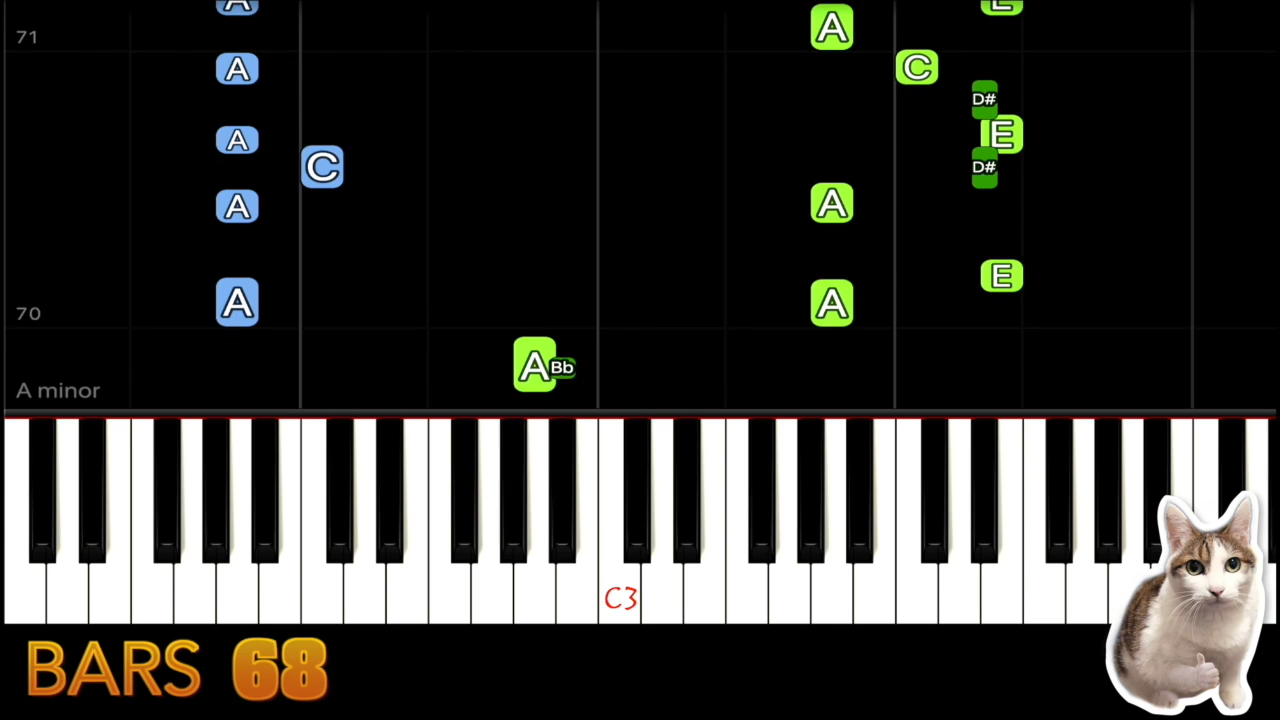 A E
71 A
A C
D#
A E
C D#
A A
E
A A
70
A Bb
A minor
C3
BARS 68